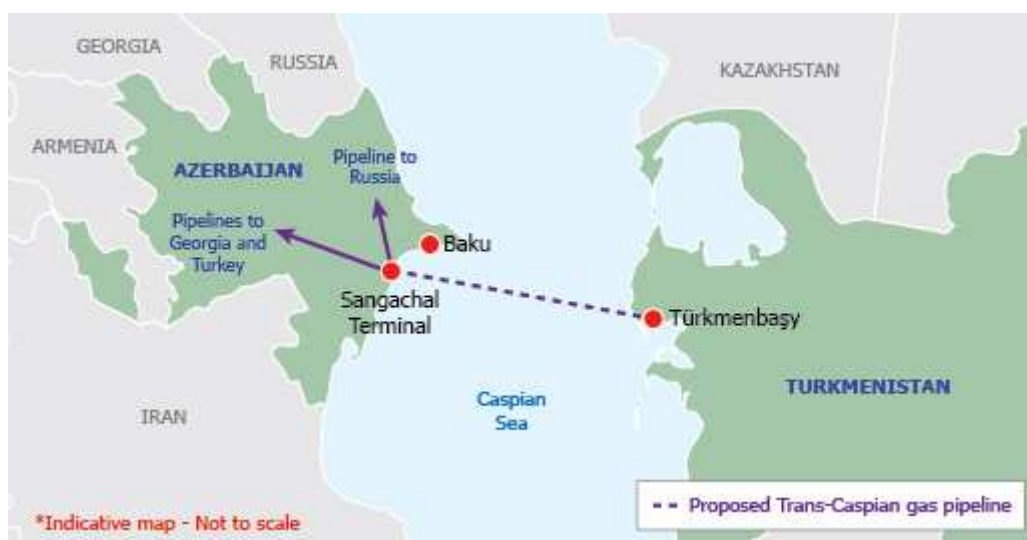 GEORGIA
RUSSIA
KAZAKHSTAN
ARMENIA
AZERBAIJAN
Pipeline to
Russia
Pipelines to
Georgia and
Turkey
Baku
Sangachal
Terminal
Türkmenbaşy
TURKMENISTAN
Caspian
Sea
IRAN
*Indicative map - Not to scale
Proposed Trans-Caspian gas pipeline